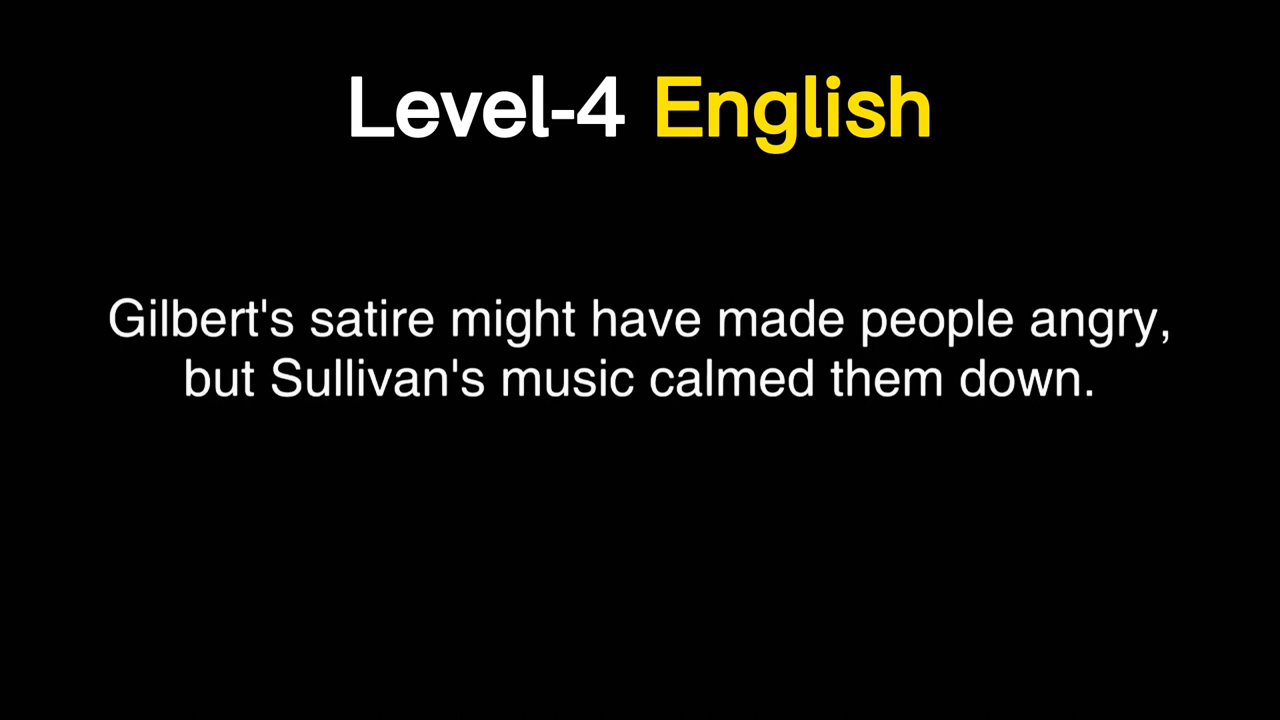 Level-4 English
Gilbert's satire might have made people angry,
but Sullivan's music calmed them down.